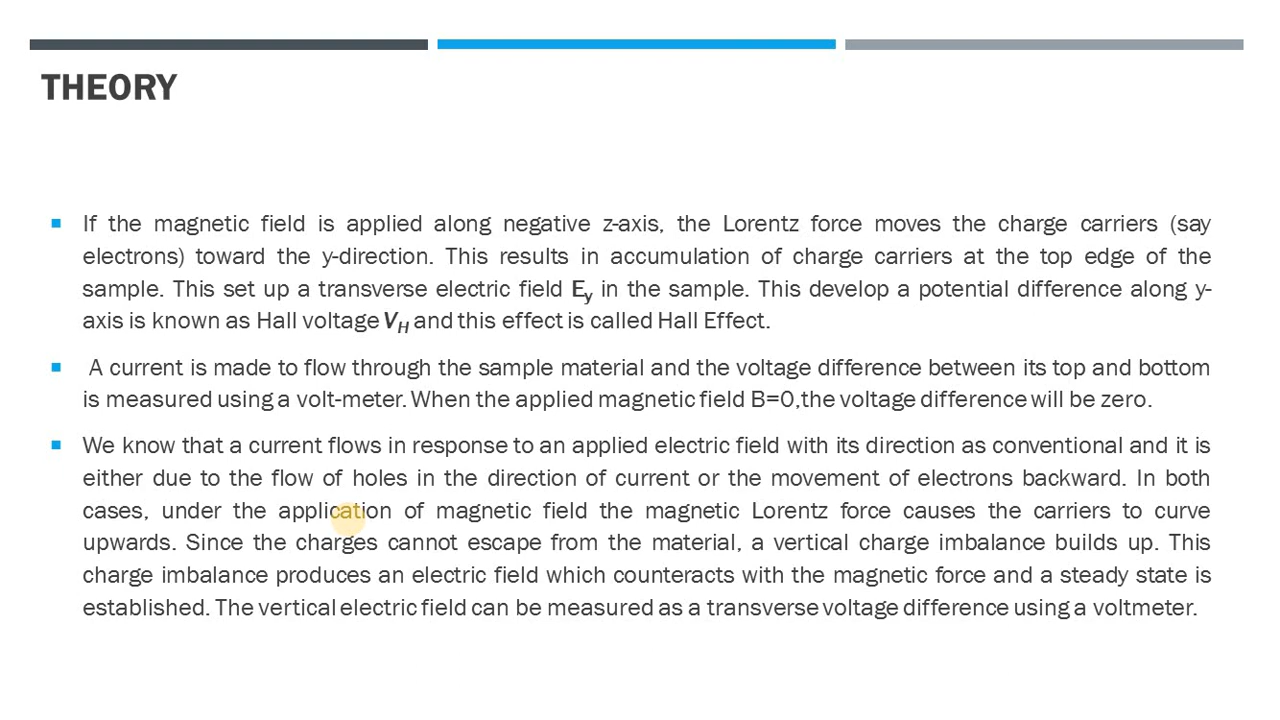 THEORY
If the magnetic field is applied along negative z-axis, the Lorentz force moves the charge carriers (say
electrons) toward the y-direction. This results in accumulation of charge carriers at the top edge of the
sample. This set up a transverse electric field Ey in the sample. This develop a potential difference along y-
axis is known as Hall voltage VH and this effect is called Hall Effect.
A current is made to flow through the sample material and the voltage difference between its top and bottom
is measured using a volt-meter. When the applied magnetic field B=0,the voltage difference will be zero.
We know that a current flows in response to an applied electric field with its direction as conventional and it is
either due to the flow of holes in the direction of current or the movement of electrons backward. In both
cases, under the application of magnetic field the magnetic Lorentz force causes the carriers to curve
upwards. Since the charges cannot escape from the material, a vertical charge imbalance builds up. This
charge imbalance produces an electric field which counteracts with the magnetic force and a steady state is
established. The vertical electric field can be measured as a transverse voltage difference using a voltmeter.